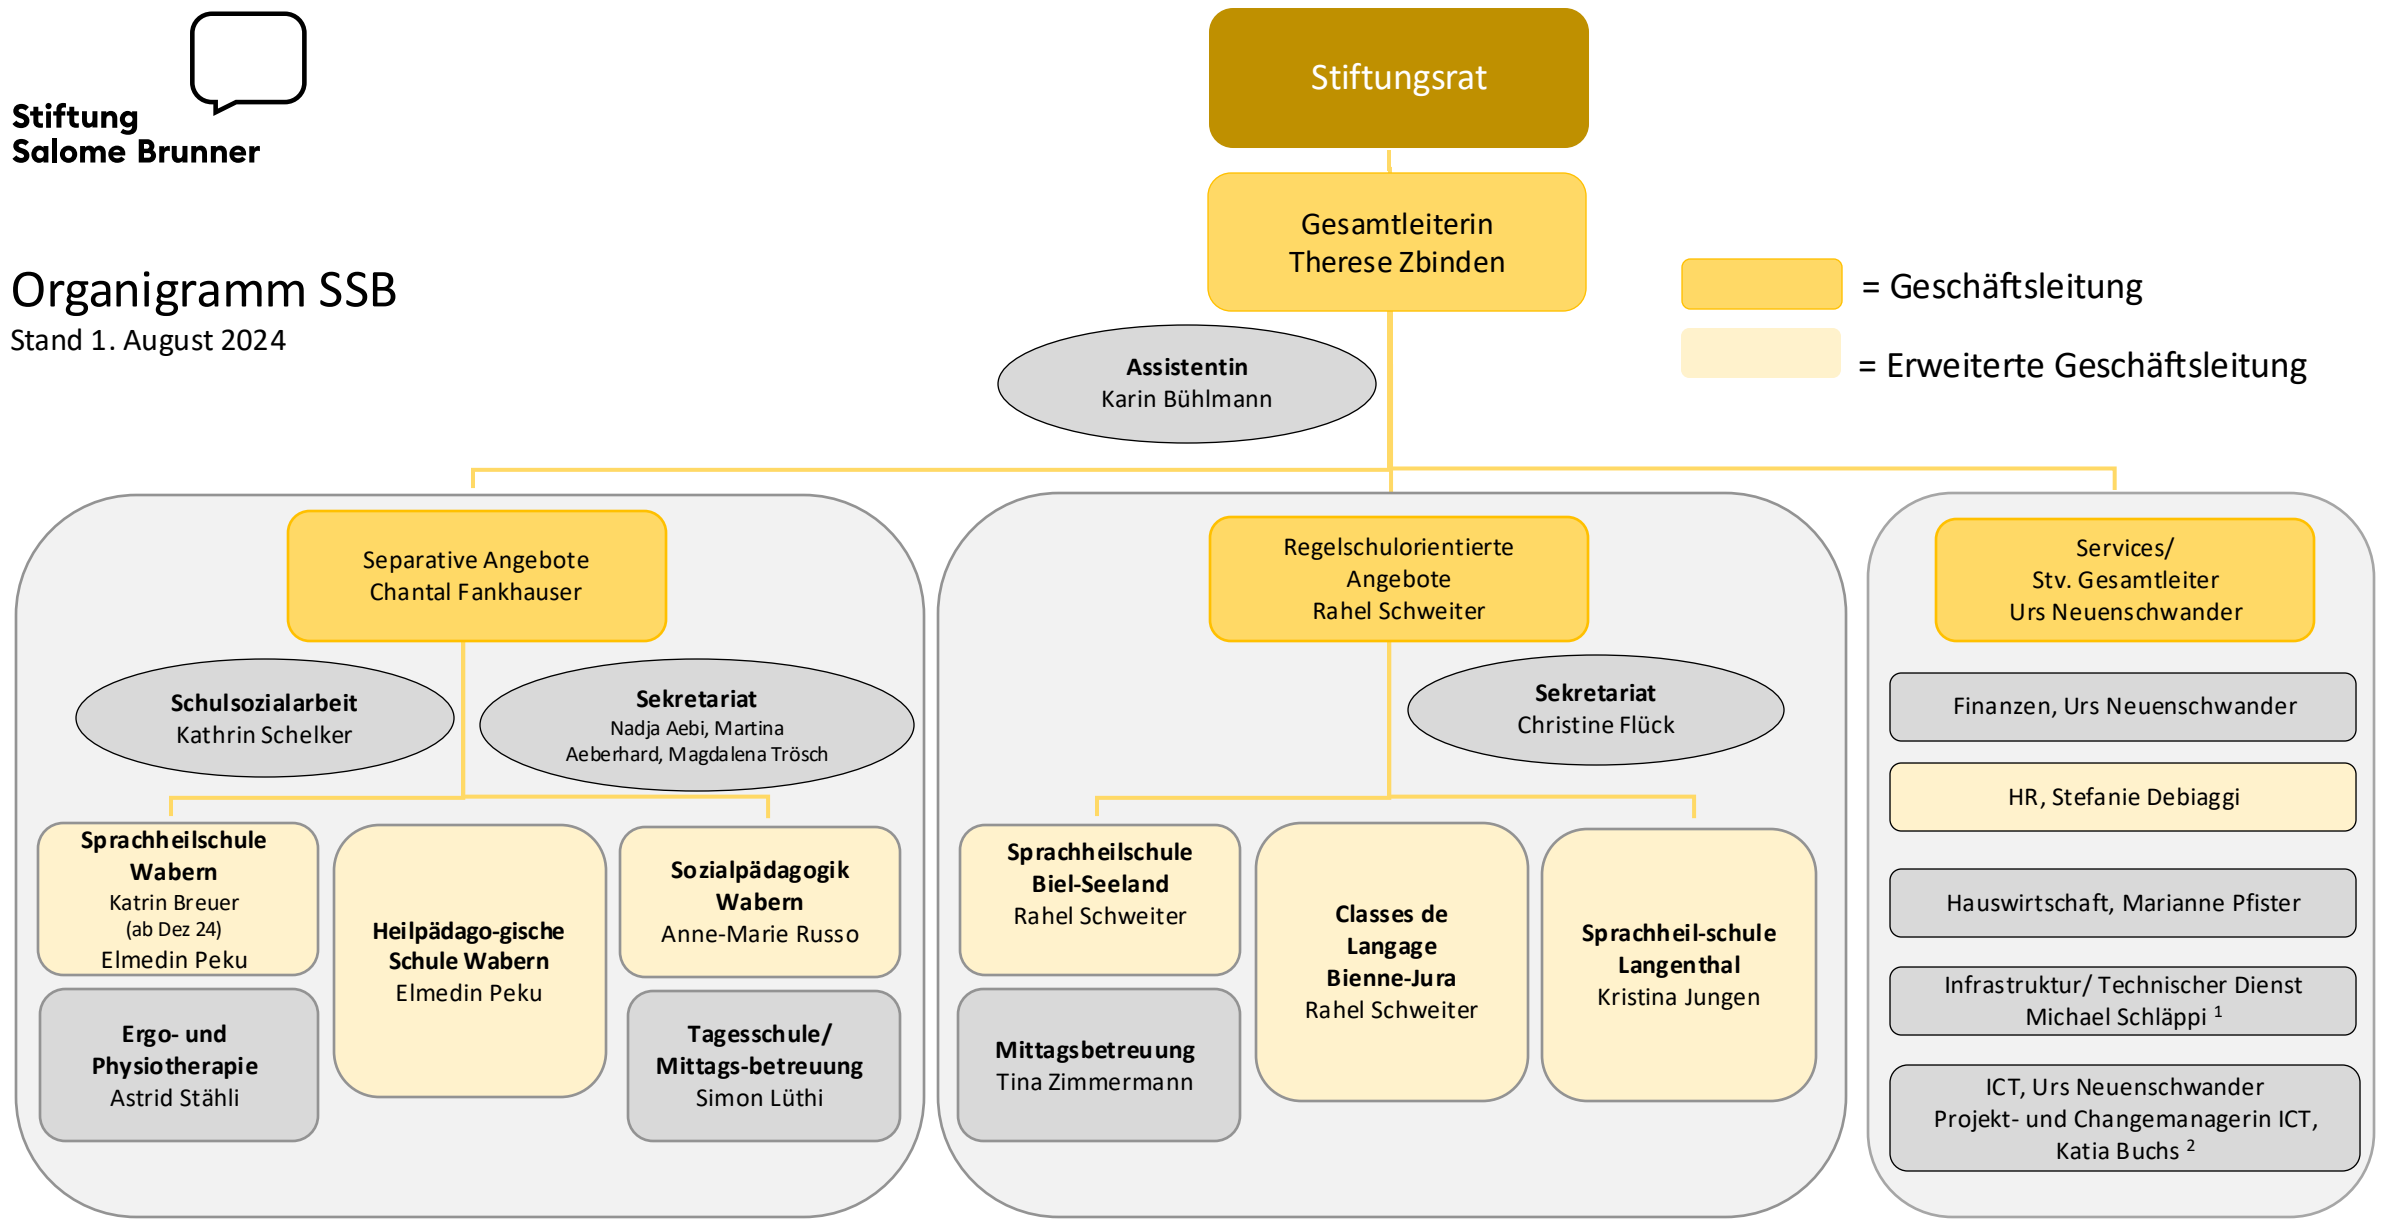 Stiftung
Salome Brunner
Organigramm SSB
Stand 1. August 2024
Stiftungsrat
Gesamtleiterin
Therese Zbinden
= Geschäftsleitung
= Erweiterte Geschäftsleitung
Assistentin
Karin Bühlmann
Separative Angebote
Chantal Fankhauser
Schulsozialarbeit
Kathrin Schelker
Sekretariat
Nadja Aebi, Martina
Aeberhard, Magdalena Trösch
Sprachheilschule
Wabern
Katrin Breuer
(ab Dez 24)
Elmedin Peku
Heilpädago-gische
Schule Wabern
Elmedin Peku
Sozialpädagogik
Wabern
Anne-Marie Russo
Ergo- und
Physiotherapie
Astrid Stähli
Tagesschule/
Mittags-betreuung
Simon Lüthi
Regelschulorientierte
Angebote
Rahel Schweiter
Sekretariat
Christine Flück
Sprachheilschule
Biel-Seeland
Rahel Schweiter
Classes de
Langage
Bienne-Jura
Rahel Schweiter
Sprachheil-schule
Langenthal
Kristina Jungen
Mittagsbetreuung
Tina Zimmermann
Services/
Stv. Gesamtleiter
Urs Neuenschwander
Finanzen, Urs Neuenschwander
HR, Stefanie Debiaggi
Hauswirtschaft, Marianne Pfister
Infrastruktur/ Technischer Dienst
Michael Schläppi 1
ICT, Urs Neuenschwander
Projekt- und Changemanagerin ICT,
Katia Buchs 2